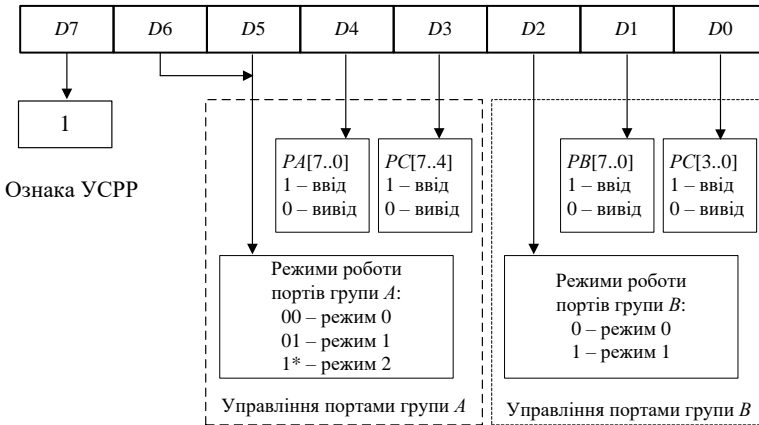 D7 D6 D5 D4 D3 D2 D1 D0
1
Ознака УСРР
PA[7..0]
1 – ввід
0 – вивід
PC[7..4]
1 – ввід
0 – вивід
PB[7..0]
1 – ввід
0 – вивід
PC[3..0]
1 – ввід
0 – вивід
Режими роботи
портів групи A:
00 – режим 0
01 – режим 1
1* – режим 2
Режими роботи
портів групи B:
0 – режим 0
1 – режим 1
Управління портами групи A
Управління портами групи B